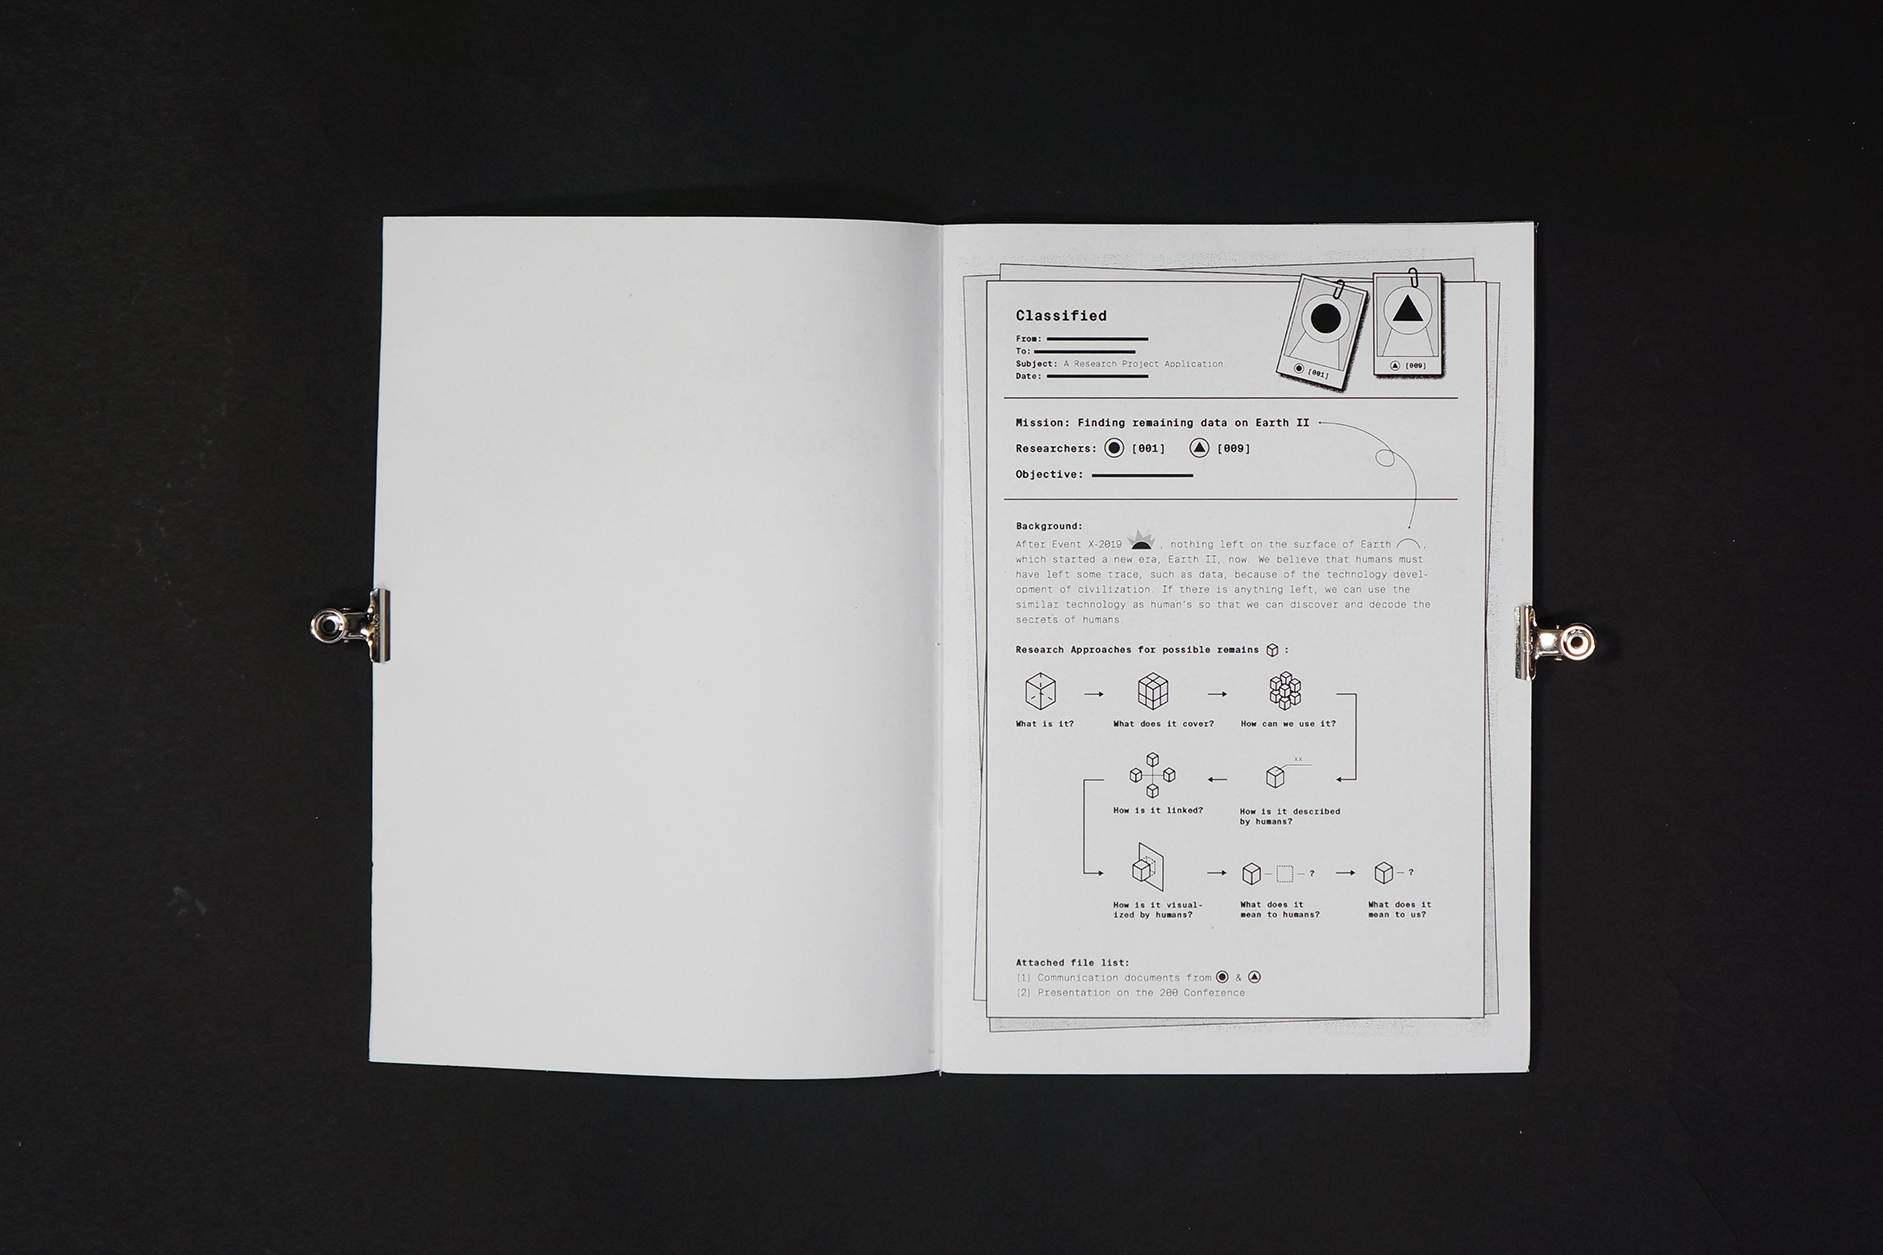 [001]
[009]
Classified
From:
To:
Subject: A Research Project Application
Date:
Mission: Finding remaining data on Earth II
Researchers: [001] [009]
Objective:
Background:
After Event X-2019 , nothing left on the surface of Earth ,
which started a new era, Earth II, now. We believe that humans must
have left some trace, such as data, because of the technology devel-
opment of civilization. If there is anything left, we can use the
similar technology as human's so that we can discover and decode the
secrets of humans.
Research Approaches for possible remains :
What is it? What does it cover? How can we use it?
xx
How is it linked? How is it described
by humans?
? ?
How is it visual- What does it What does it
ized by humans? mean to humans? mean to us?
Attached file list:
(1) Communication documents from &
(2) Presentation on the 200 Conference